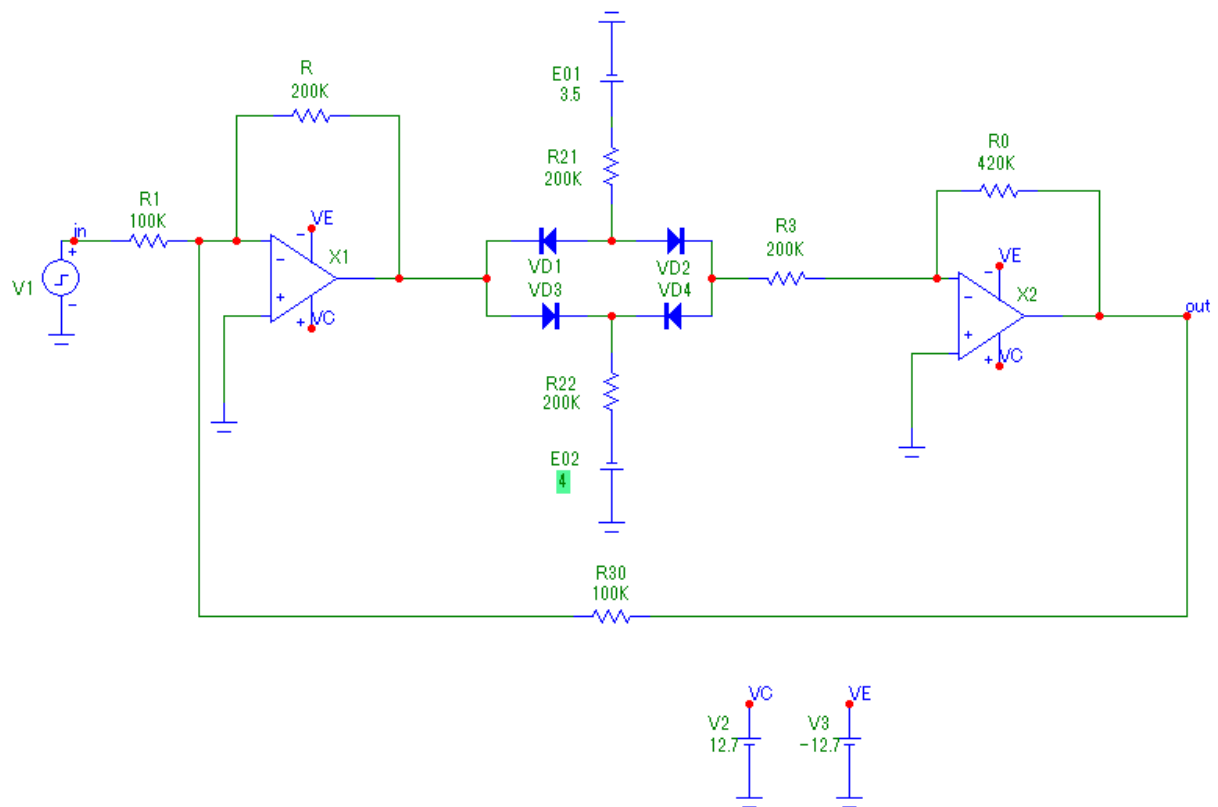 E01
3.5
R
200K
R21
200K
R0
420K
R1
100K
in
VE
X1
VC
V1
VD1
VD3
VD2
VD4
R3
200K
VE
X2
VC
out
R22
200K
E02
4
R30
100K
VC
V2
12.7
VE
V3
-12.7